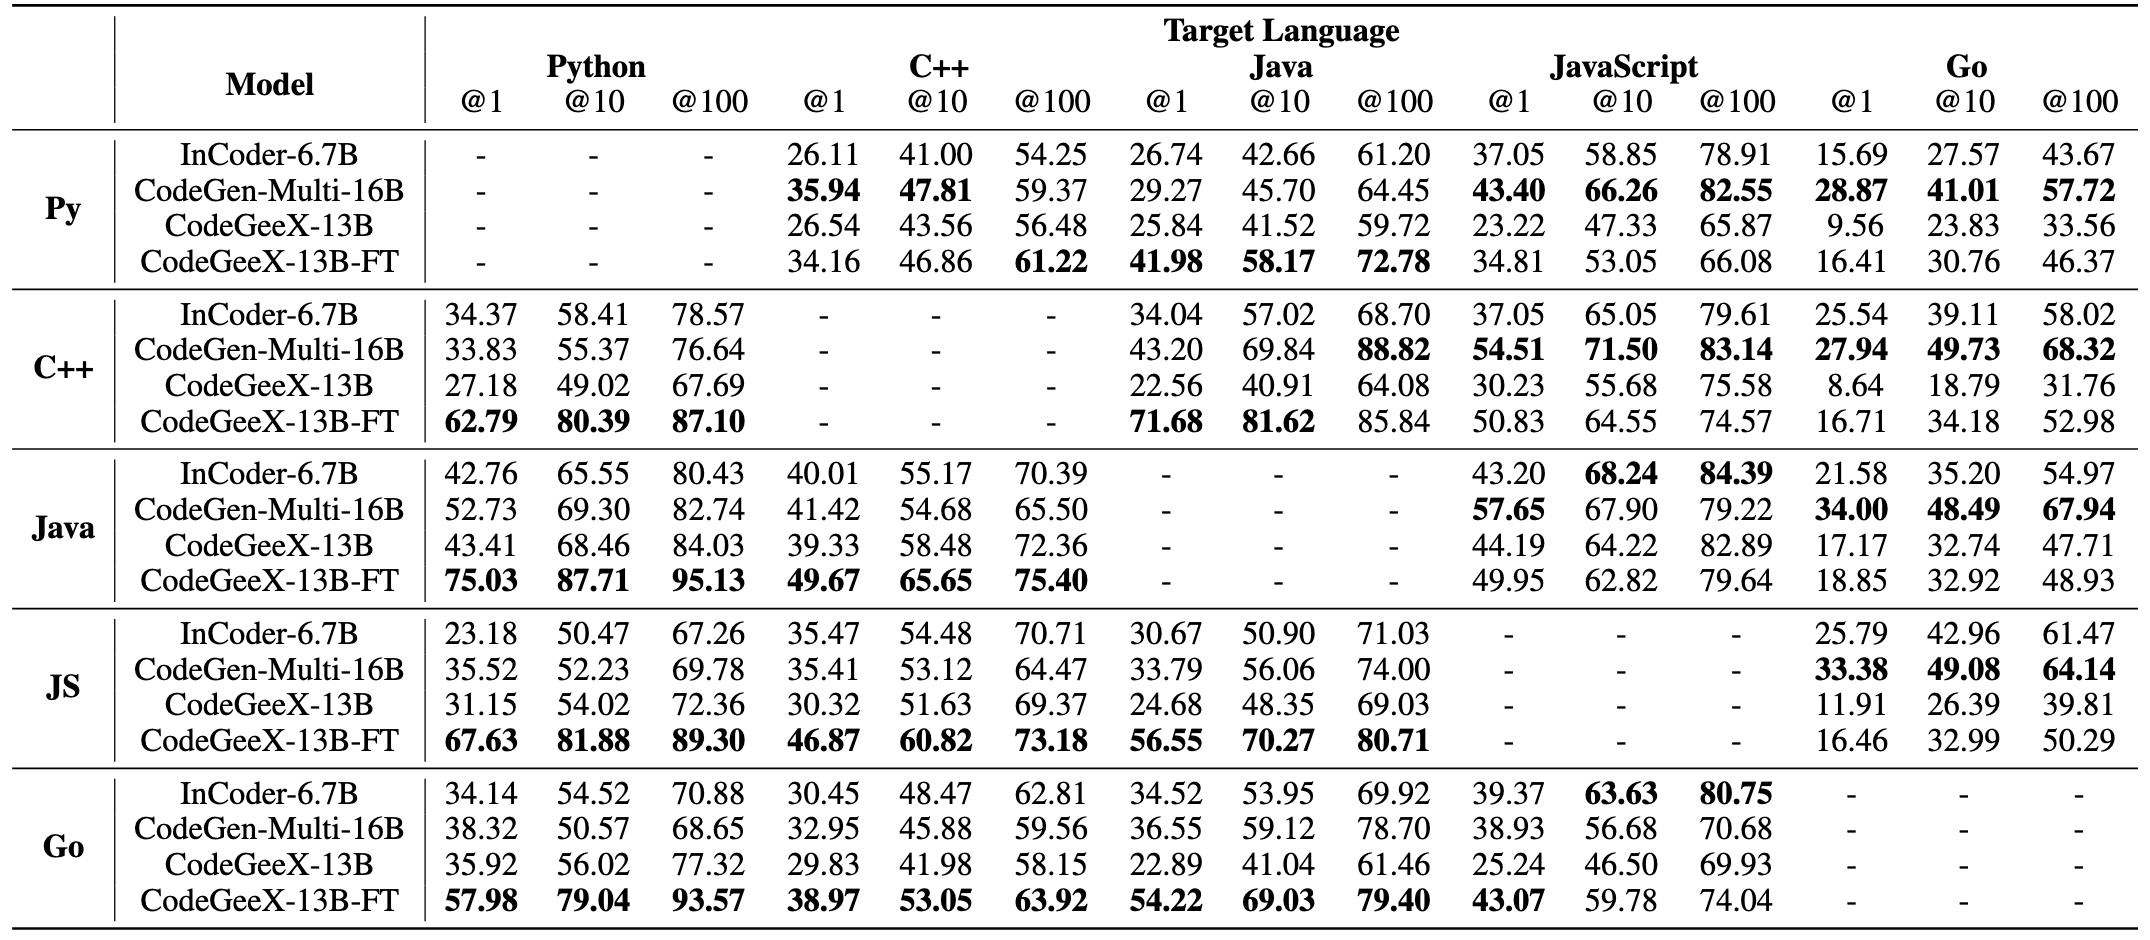 Target Language
Model Python C++ Java JavaScript Go
@1 @10 @100 @1 @10 @100 @1 @10 @100 @1 @10 @100 @1 @10 @100
Py
InCoder-6.7B - - - 26.11 41.00 54.25 26.74 42.66 61.20 37.05 58.85 78.91 15.69 27.57 43.67
CodeGen-Multi-16B - - - 35.94 47.81 59.37 29.27 45.70 64.45 43.40 66.26 82.55 28.87 41.01 57.72
CodeGeeX-13B - - - 26.54 43.56 56.48 25.84 41.52 59.72 23.22 47.33 65.87 9.56 23.83 33.56
CodeGeeX-13B-FT - - - 34.16 46.86 61.22 41.98 58.17 72.78 34.81 53.05 66.08 16.41 30.76 46.37
C++
InCoder-6.7B 34.37 58.41 78.57 - - - 34.04 57.02 68.70 37.05 65.05 79.61 25.54 39.11 58.02
CodeGen-Multi-16B 33.83 55.37 76.64 - - - 43.20 69.84 88.82 54.51 71.50 83.14 27.94 49.73 68.32
CodeGeeX-13B 27.18 49.02 67.69 - - - 22.56 40.91 64.08 30.23 55.68 75.58 8.64 18.79 31.76
CodeGeeX-13B-FT 62.79 80.39 87.10 - - - 71.68 81.62 85.84 50.83 64.55 74.57 16.71 34.18 52.98
Java
InCoder-6.7B 42.76 65.55 80.43 40.01 55.17 70.39 - - - 43.20 68.24 84.39 21.58 35.20 54.97
CodeGen-Multi-16B 52.73 69.30 82.74 41.42 54.68 65.50 - - - 57.65 67.90 79.22 34.00 48.49 67.94
CodeGeeX-13B 43.41 68.46 84.03 39.33 58.48 72.36 - - - 44.19 64.22 82.89 17.17 32.74 47.71
CodeGeeX-13B-FT 75.03 87.71 95.13 49.67 65.65 75.40 - - - 49.95 62.82 79.64 18.85 32.92 48.93
JS
InCoder-6.7B 23.18 50.47 67.26 35.47 54.48 70.71 30.67 50.90 71.03 - - - 25.79 42.96 61.47
CodeGen-Multi-16B 35.52 52.23 69.78 35.41 53.12 64.47 33.79 56.06 74.00 - - - 33.38 49.08 64.14
CodeGeeX-13B 31.15 54.02 72.36 30.32 51.63 69.37 24.68 48.35 69.03 - - - 11.91 26.39 39.81
CodeGeeX-13B-FT 67.63 81.88 89.30 46.87 60.82 73.18 56.55 70.27 80.71 - - - 16.46 32.99 50.29
Go
InCoder-6.7B 34.14 54.52 70.88 30.45 48.47 62.81 34.52 53.95 69.92 39.37 63.63 80.75 - - -
CodeGen-Multi-16B 38.32 50.57 68.65 32.95 45.88 59.56 36.55 59.12 78.70 38.93 56.68 70.68 - - -
CodeGeeX-13B 35.92 56.02 77.32 29.83 41.98 58.15 22.89 41.04 61.46 25.24 46.50 69.93 - - -
CodeGeeX-13B-FT 57.98 79.04 93.57 38.97 53.05 63.92 54.22 69.03 79.40 43.07 59.78 74.04 - - -